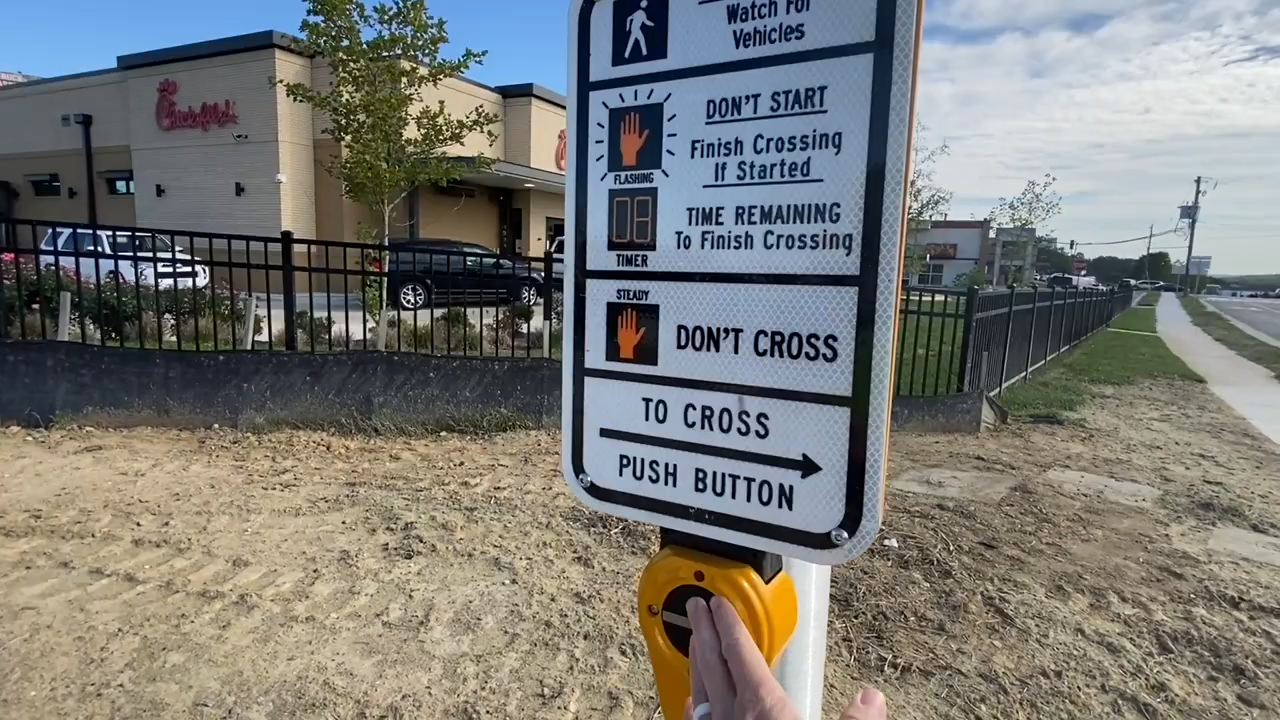 Chick-fil-&
Watch For
Vehicles
DON'T START
Finish Crossing
If Started
FLASHING
08
TIME REMAINING
To Finish Crossing
TIMER
STEADY
DON'T CROSS
TO CROSS
PUSH BUTTON